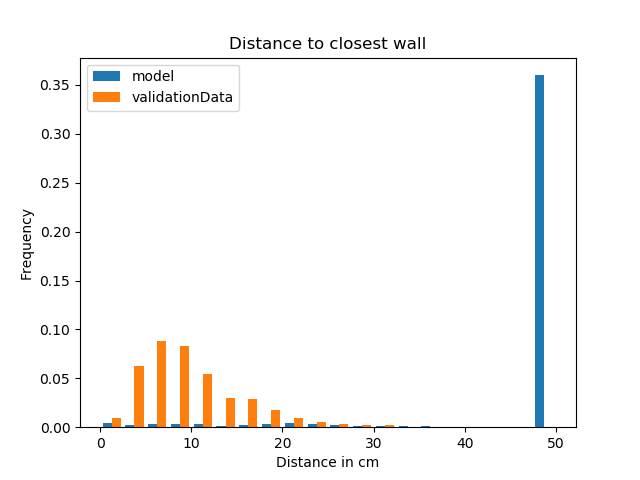 Distance to closest wall
model
validationData
Frequency
0.35
0.30
0.25
0.20
0.15
0.10
0.05
0.00
0 10 20 30 40 50
Distance in cm